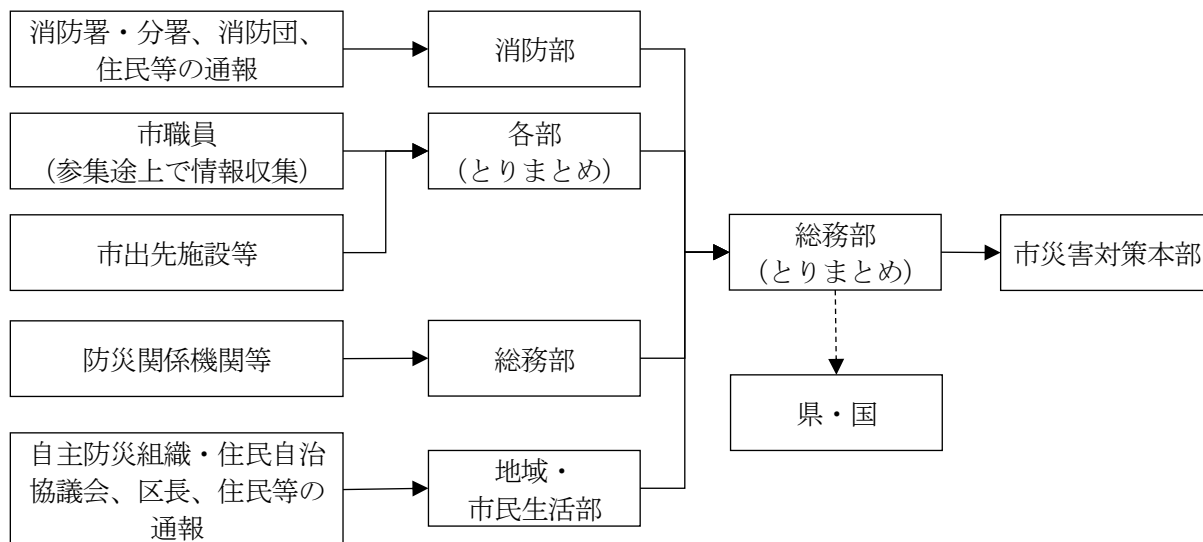 消防署・分署、消防団、
住民等の通報
消防部
市職員
（参集途上で情報収集）
各部
（とりまとめ）
市出先施設等
総務部
（とりまとめ）
市災害対策本部
防災関係機関等
総務部
県・国
自主防災組織・住民自治
協議会、区長、住民等の
通報
地域・
市民生活部